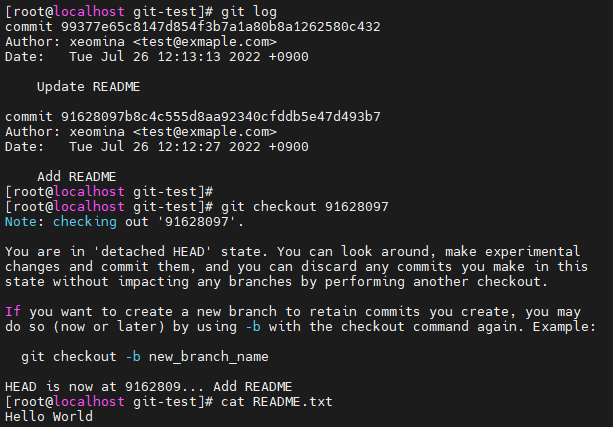 [root@localhost git-test]# git log
commit 99377e65c8147d854f3b7a1a80b8a1262580c432
Author: xeomina <test@exmaple.com>
Date:   Tue Jul 26 12:13:13 2022 +0900
    Update README
commit 91628097b8c4c555d8aa92340cfddb5e47d493b7
Author: xeomina <test@exmaple.com>
Date:   Tue Jul 26 12:12:27 2022 +0900
    Add README
[root@localhost git-test]#
[root@localhost git-test]# git checkout 91628097
Note: checking out '91628097'.
You are in 'detached HEAD' state. You can look around, make experimental
changes and commit them, and you can discard any commits you make in this
state without impacting any branches by performing another checkout.
If you want to create a new branch to retain commits you create, you may
do so (now or later) by using -b with the checkout command again. Example:
  git checkout -b new_branch_name
HEAD is now at 9162809... Add README
[root@localhost git-test]# cat README.txt
Hello World